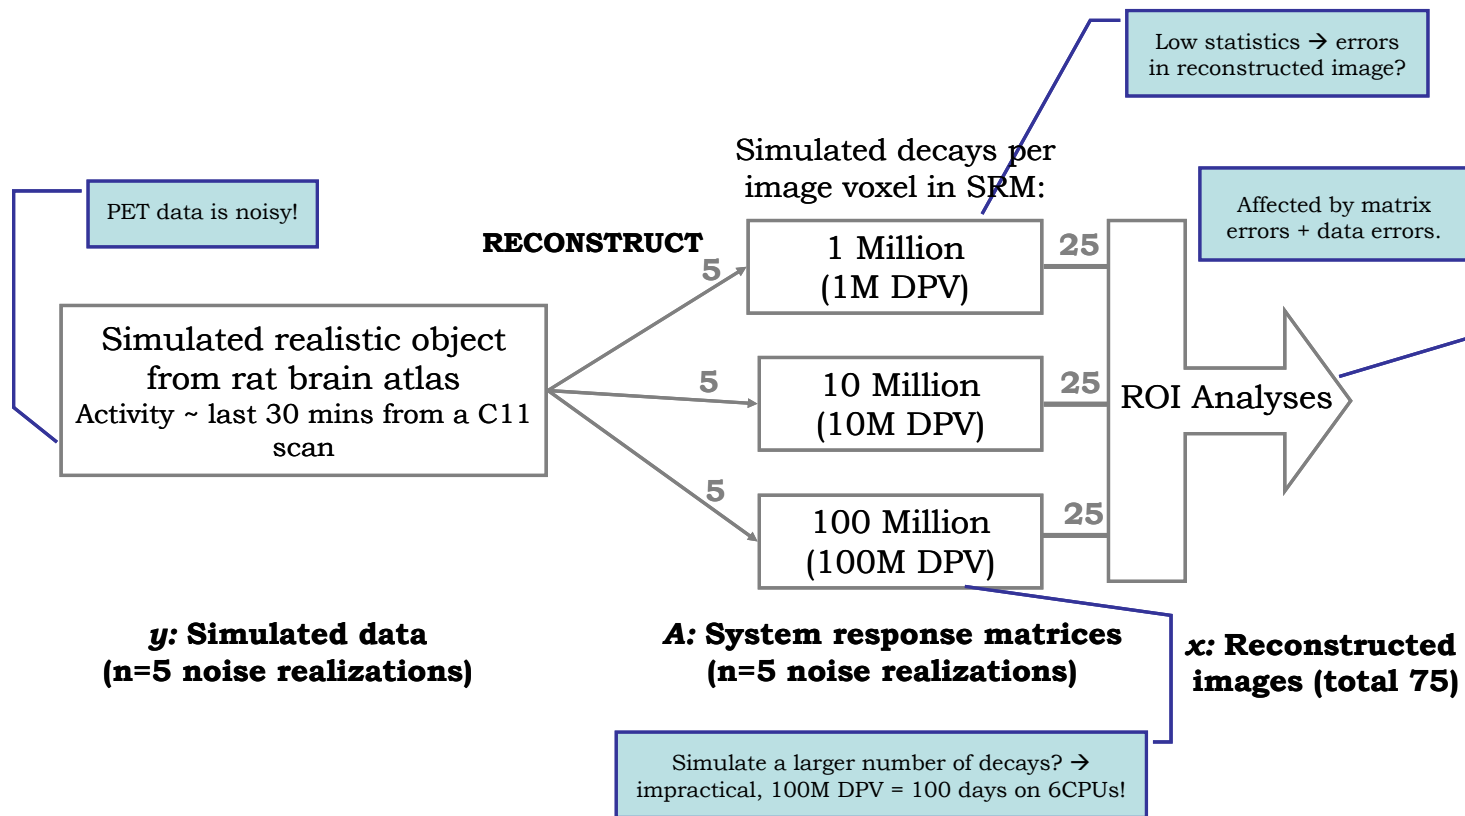 Low statistics → errors
in reconstructed image?
Simulated decays per
image voxel in SRM:
PET data is noisy!
Affected by matrix
errors + data errors.
RECONSTRUCT
5
1 Million
(1M DPV)
25
Simulated realistic object
from rat brain atlas
Activity ~ last 30 mins from a C11
scan
5
10 Million
(10M DPV)
25
ROI Analyses
5
100 Million
(100M DPV)
25
y: Simulated data
(n=5 noise realizations)
A: System response matrices
(n=5 noise realizations)
x: Reconstructed
images (total 75)
Simulate a larger number of decays? →
impractical, 100M DPV = 100 days on 6CPUs!